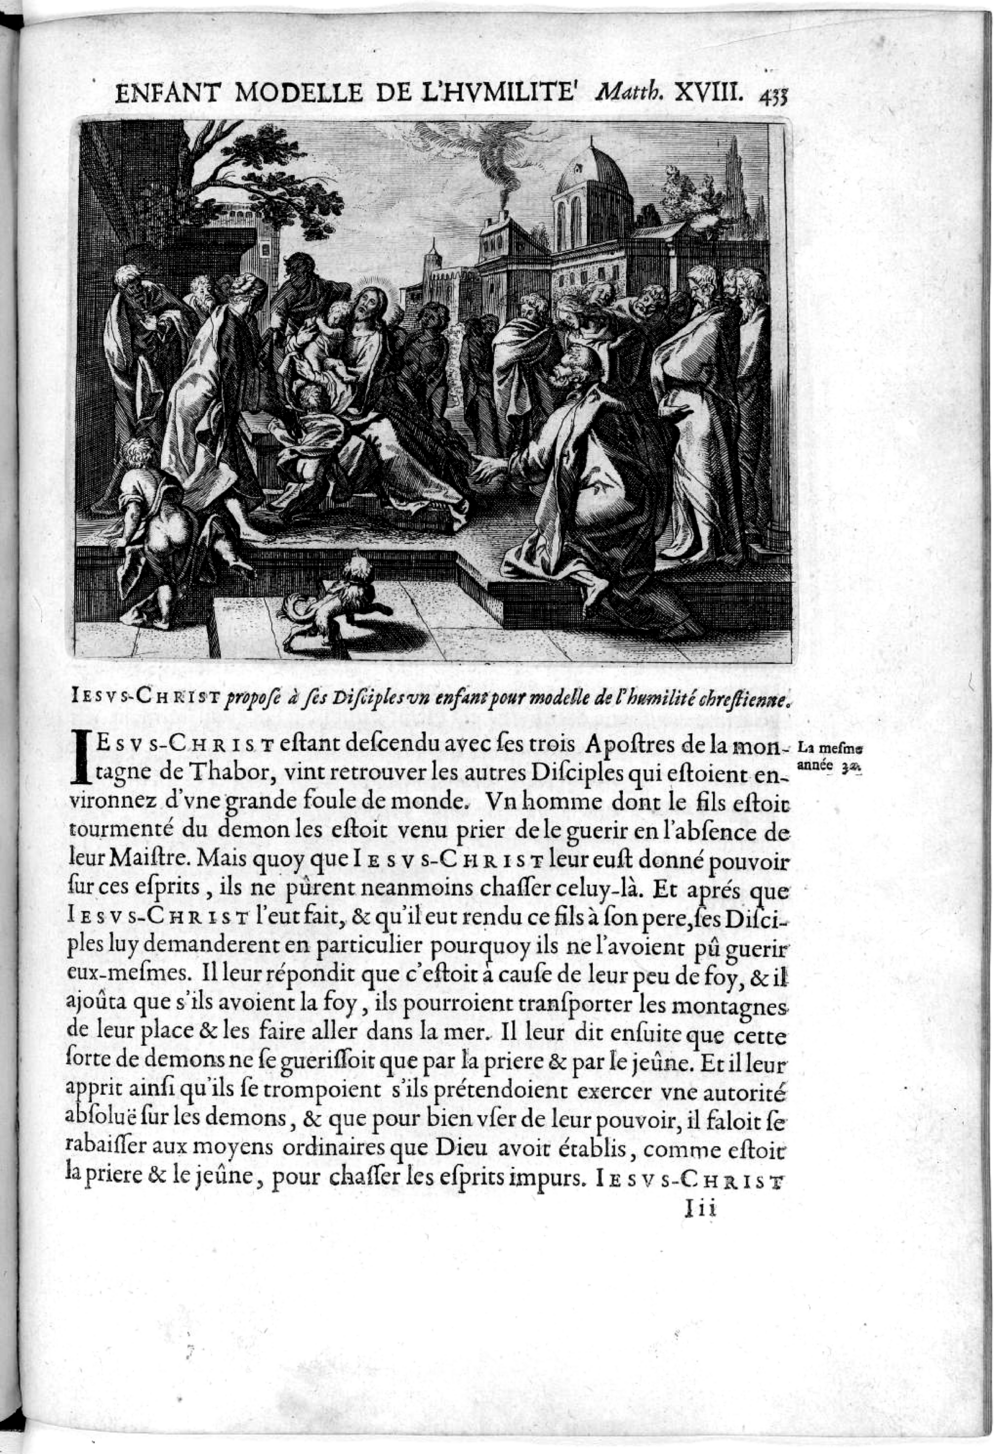 ENFANT MODELLE DE L'HVMILITE' Matth. XVIII. 433
IESVS-CHRIST propoſe à ſes Diſciples vn enfant pour modelle de l'humilité chreſtienne.
IESVS-CHRIST eſtant deſcendu avec ſes trois Apoſtres de la mon-
tagne de Thabor, vint retrouver les autres Diſciples qui eſtoient en-
vironnez d'vne grande foule de monde. Vn homme dont le fils eſtoit
tourmenté du demon les eſtoit venu prier de le guerir en l'abſence de
leur Maiſtre. Mais quoy que IESVS-CHRIST leur euſt donné pouvoir
ſur ces eſprits, ils ne pûrent neanmoins chaſſer celuy-là. Et aprés que
IESVS-CHRIST l'eut fait, & qu'il eut rendu ce fils à ſon pere, ſes Diſci-
ples luy demanderent en particulier pourquoy ils ne l'avoient pû guerir
eux-meſmes. Il leur répondit que c'eſtoit à cauſe de leur peu de foy, & il
ajoûta que s'ils avoient la foy, ils pourroient tranſporter les montagnes
de leur place & les faire aller dans la mer. Il leur dit enſuite que cette
ſorte de demons ne ſe gueriſſoit que par la priere & par le jeûne. Et il leur
apprit ainſi qu'ils ſe trompoient s'ils prétendoient exercer vne autorité
abſoluë ſur les demons, & que pour bien vſer de leur pouvoir, il faloit ſe
rabaiſſer aux moyens ordinaires que Dieu avoit établis, comme eſtoit
la priere & le jeûne, pour chaſſer les eſprits impurs. IESVS-CHRIST
La meſme
année 32.
Iii